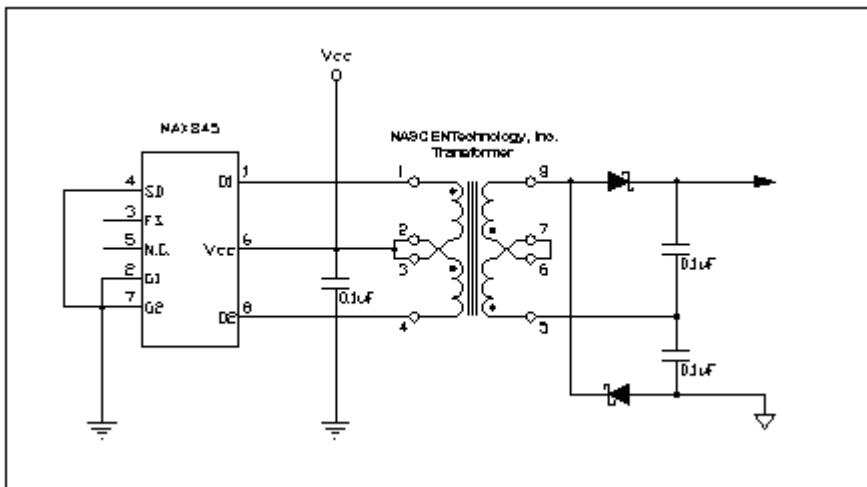 Vcc
MAX845
NASCENTechnology, Inc.
Transformer
4 SD D1 1
3 FS
5 N.C. Vcc 6
2 G1
7 G2 D2 8
0.1uF
1
2
3
4
8
7
6
5
0.1uF
0.1uF